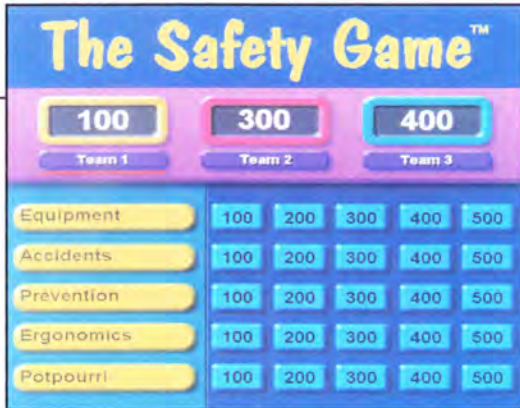 The Safety Game™
100 300 400
Team 1 Team 2 Team 3
Equipment 100 200 300 400 500
Accidents 100 200 300 400 500
Prevention 100 200 300 400 500
Ergonomics 100 200 300 400 500
Potpourri 100 200 300 400 500